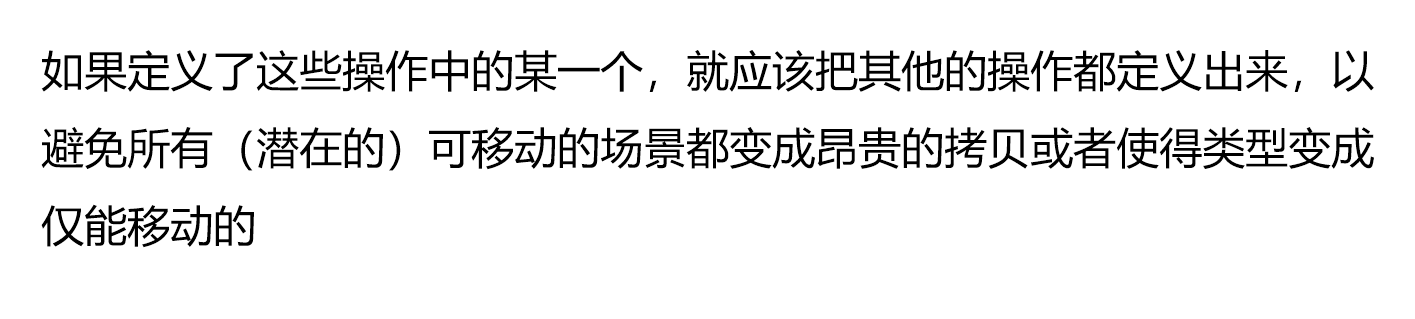 如果定义了这些操作中的某一个，就应该把其他的操作都定义出来，以
避免所有（潜在的）可移动的场景都变成昂贵的拷贝或者使得类型变成
仅能移动的